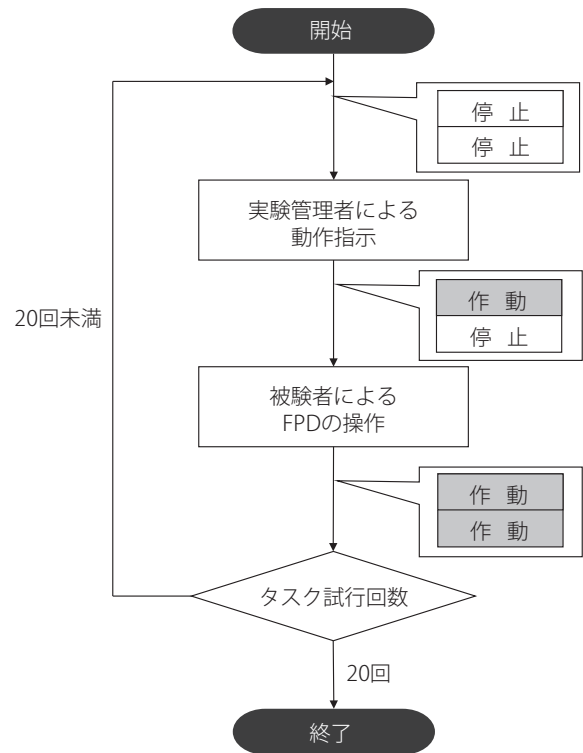 開始
停 止
停 止
実験管理者による
動作指示
作 動
停 止
20回未満
被験者による
FPDの操作
作 動
作 動
タスク試行回数
20回
終了